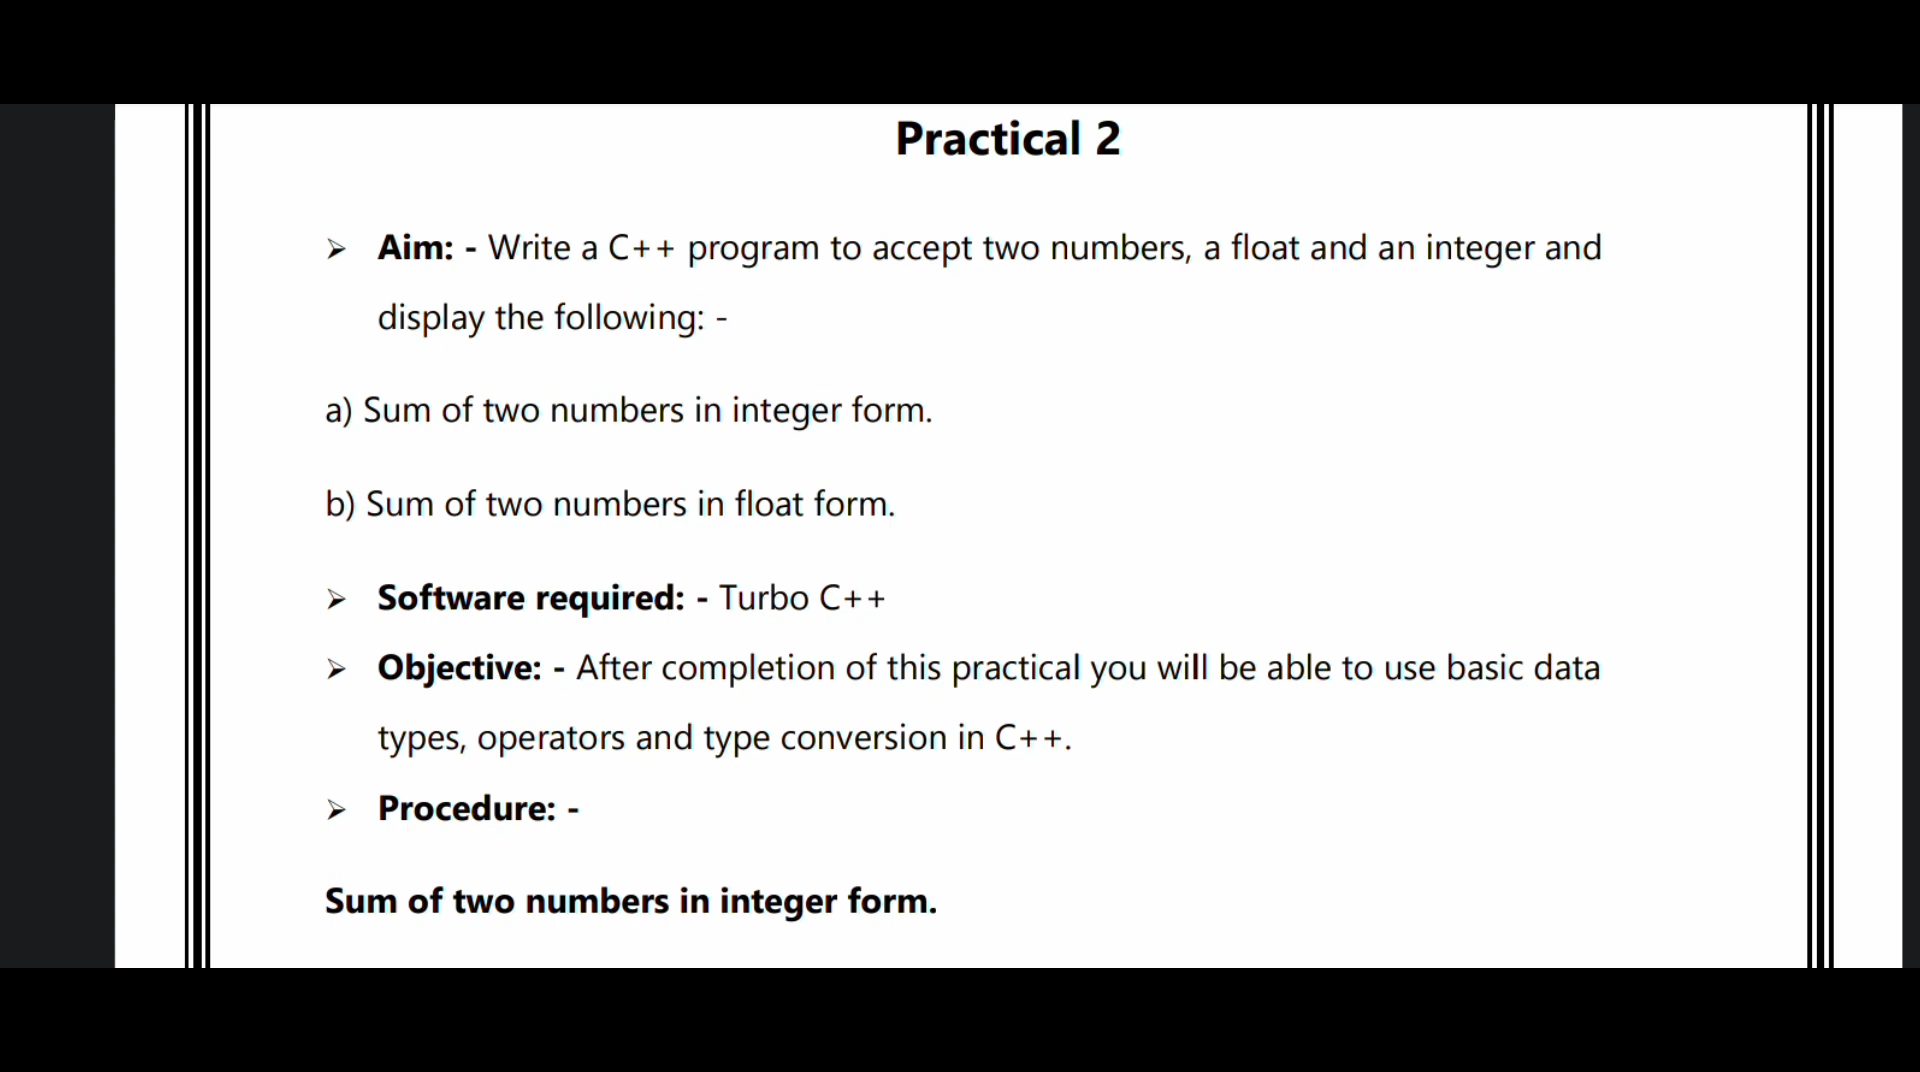 Practical 2
➢ Aim: - Write a C++ program to accept two numbers, a float and an integer and
display the following: -
a) Sum of two numbers in integer form.
b) Sum of two numbers in float form.
➢ Software required: - Turbo C++
➢ Objective: - After completion of this practical you will be able to use basic data
types, operators and type conversion in C++.
➢ Procedure: -
Sum of two numbers in integer form.